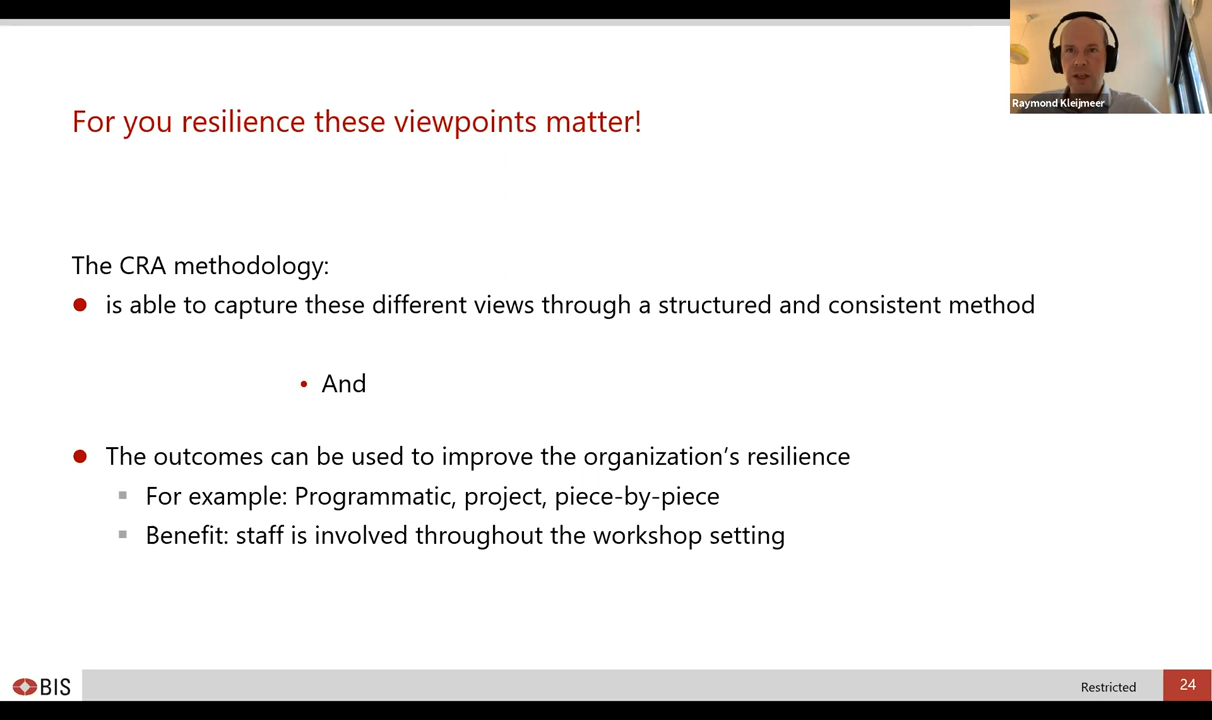 Raymond Kleijmeer
For you resilience these viewpoints matter!
The CRA methodology:
is able to capture these different views through a structured and consistent method
And
The outcomes can be used to improve the organization's resilience
For example: Programmatic, project, piece-by-piece
Benefit: staff is involved throughout the workshop setting
BIS
Restricted
24